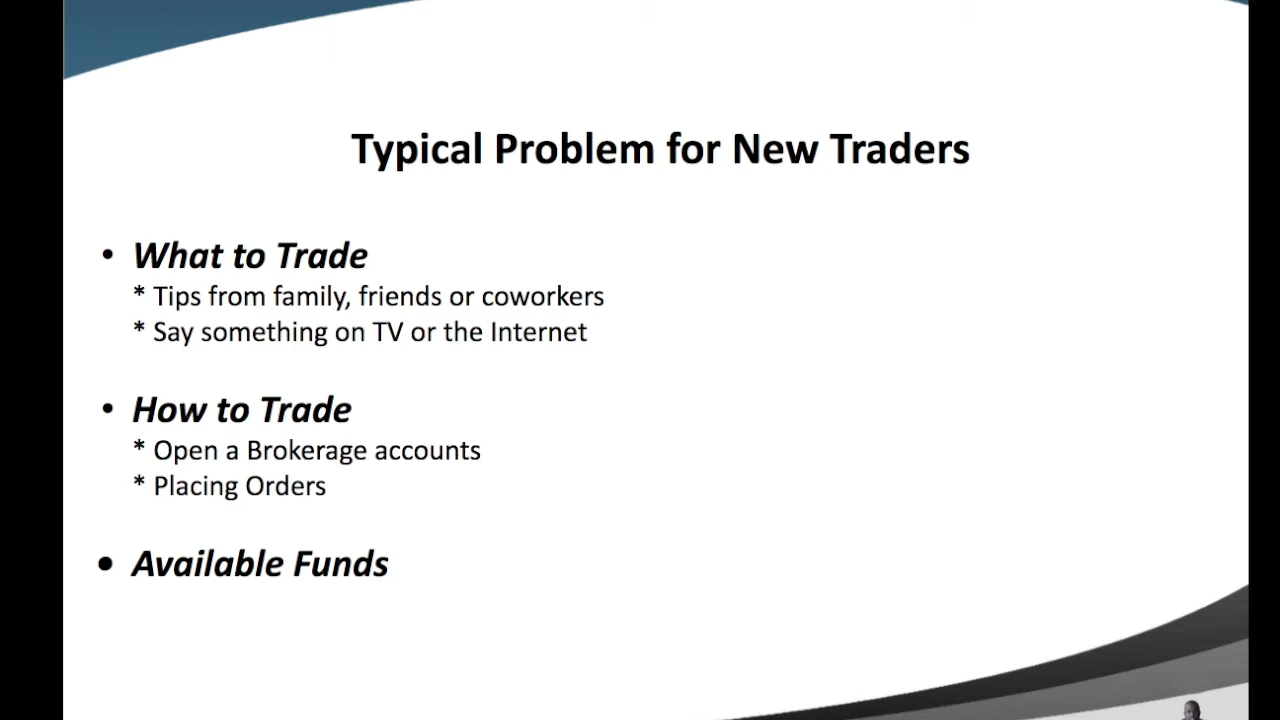 Typical Problem for New Traders
• What to Trade
* Tips from family, friends or coworkers
* Say something on TV or the Internet
• How to Trade
* Open a Brokerage accounts
* Placing Orders
• Available Funds